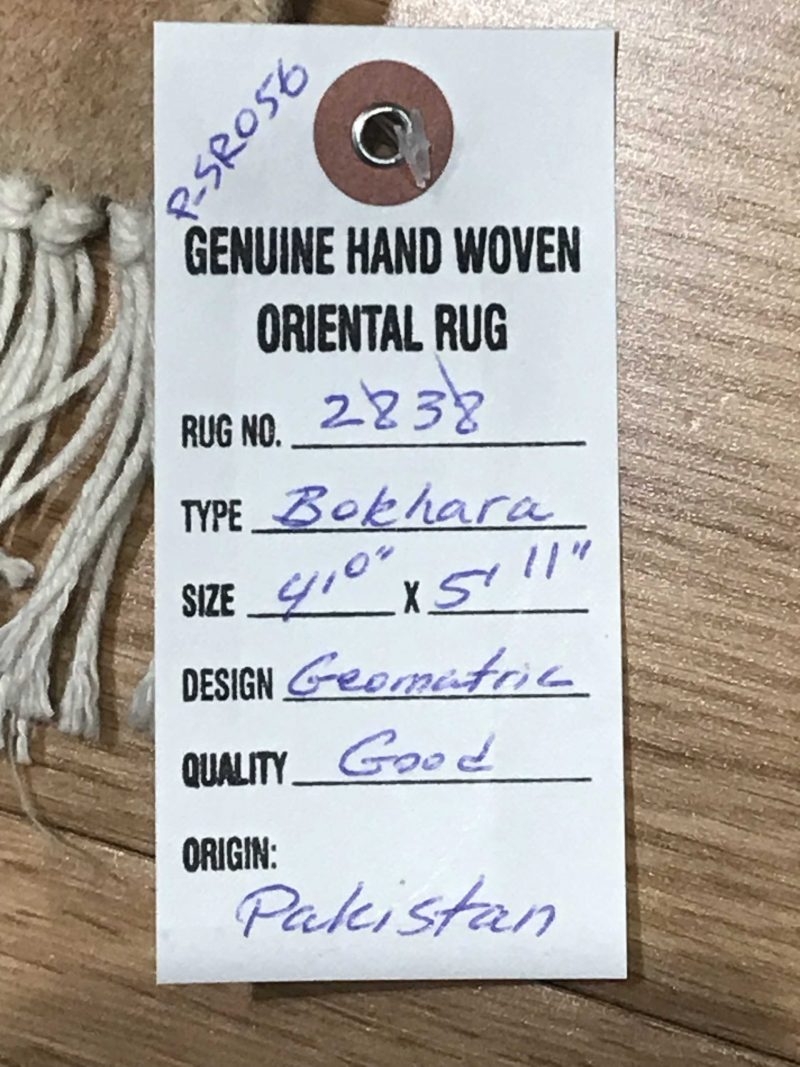 P-SR056
GENUINE HAND WOVEN
ORIENTAL RUG
RUG NO. 2838
TYPE Bokhara
SIZE 4'0" X 5' 11"
DESIGN Geomatric
QUALITY Good
ORIGIN:
Pakistan